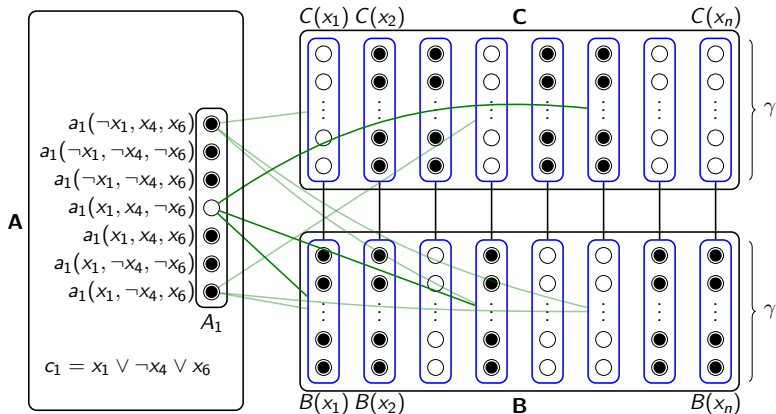 C(x₁) C(x₂) C C(xₙ)
γ
a₁(¬x₁, x₄, x₆)
a₁(¬x₁, ¬x₄, ¬x₆)
a₁(¬x₁, ¬x₄, x₆)
A a₁(x₁, x₄, ¬x₆)
a₁(x₁, x₄, x₆)
a₁(x₁, ¬x₄, ¬x₆)
a₁(x₁, ¬x₄, x₆)
γ
A₁
c₁ = x₁ ∨ ¬x₄ ∨ x₆
B(x₁) B(x₂) B B(xₙ)